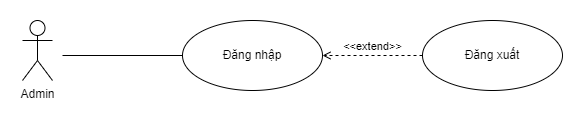 <<extend>>
Đăng nhập
Đăng xuất
Admin